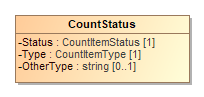 CountStatus
-Status : CountItemStatus [1]
-Type : CountItemType [1]
-OtherType : string [0..1]